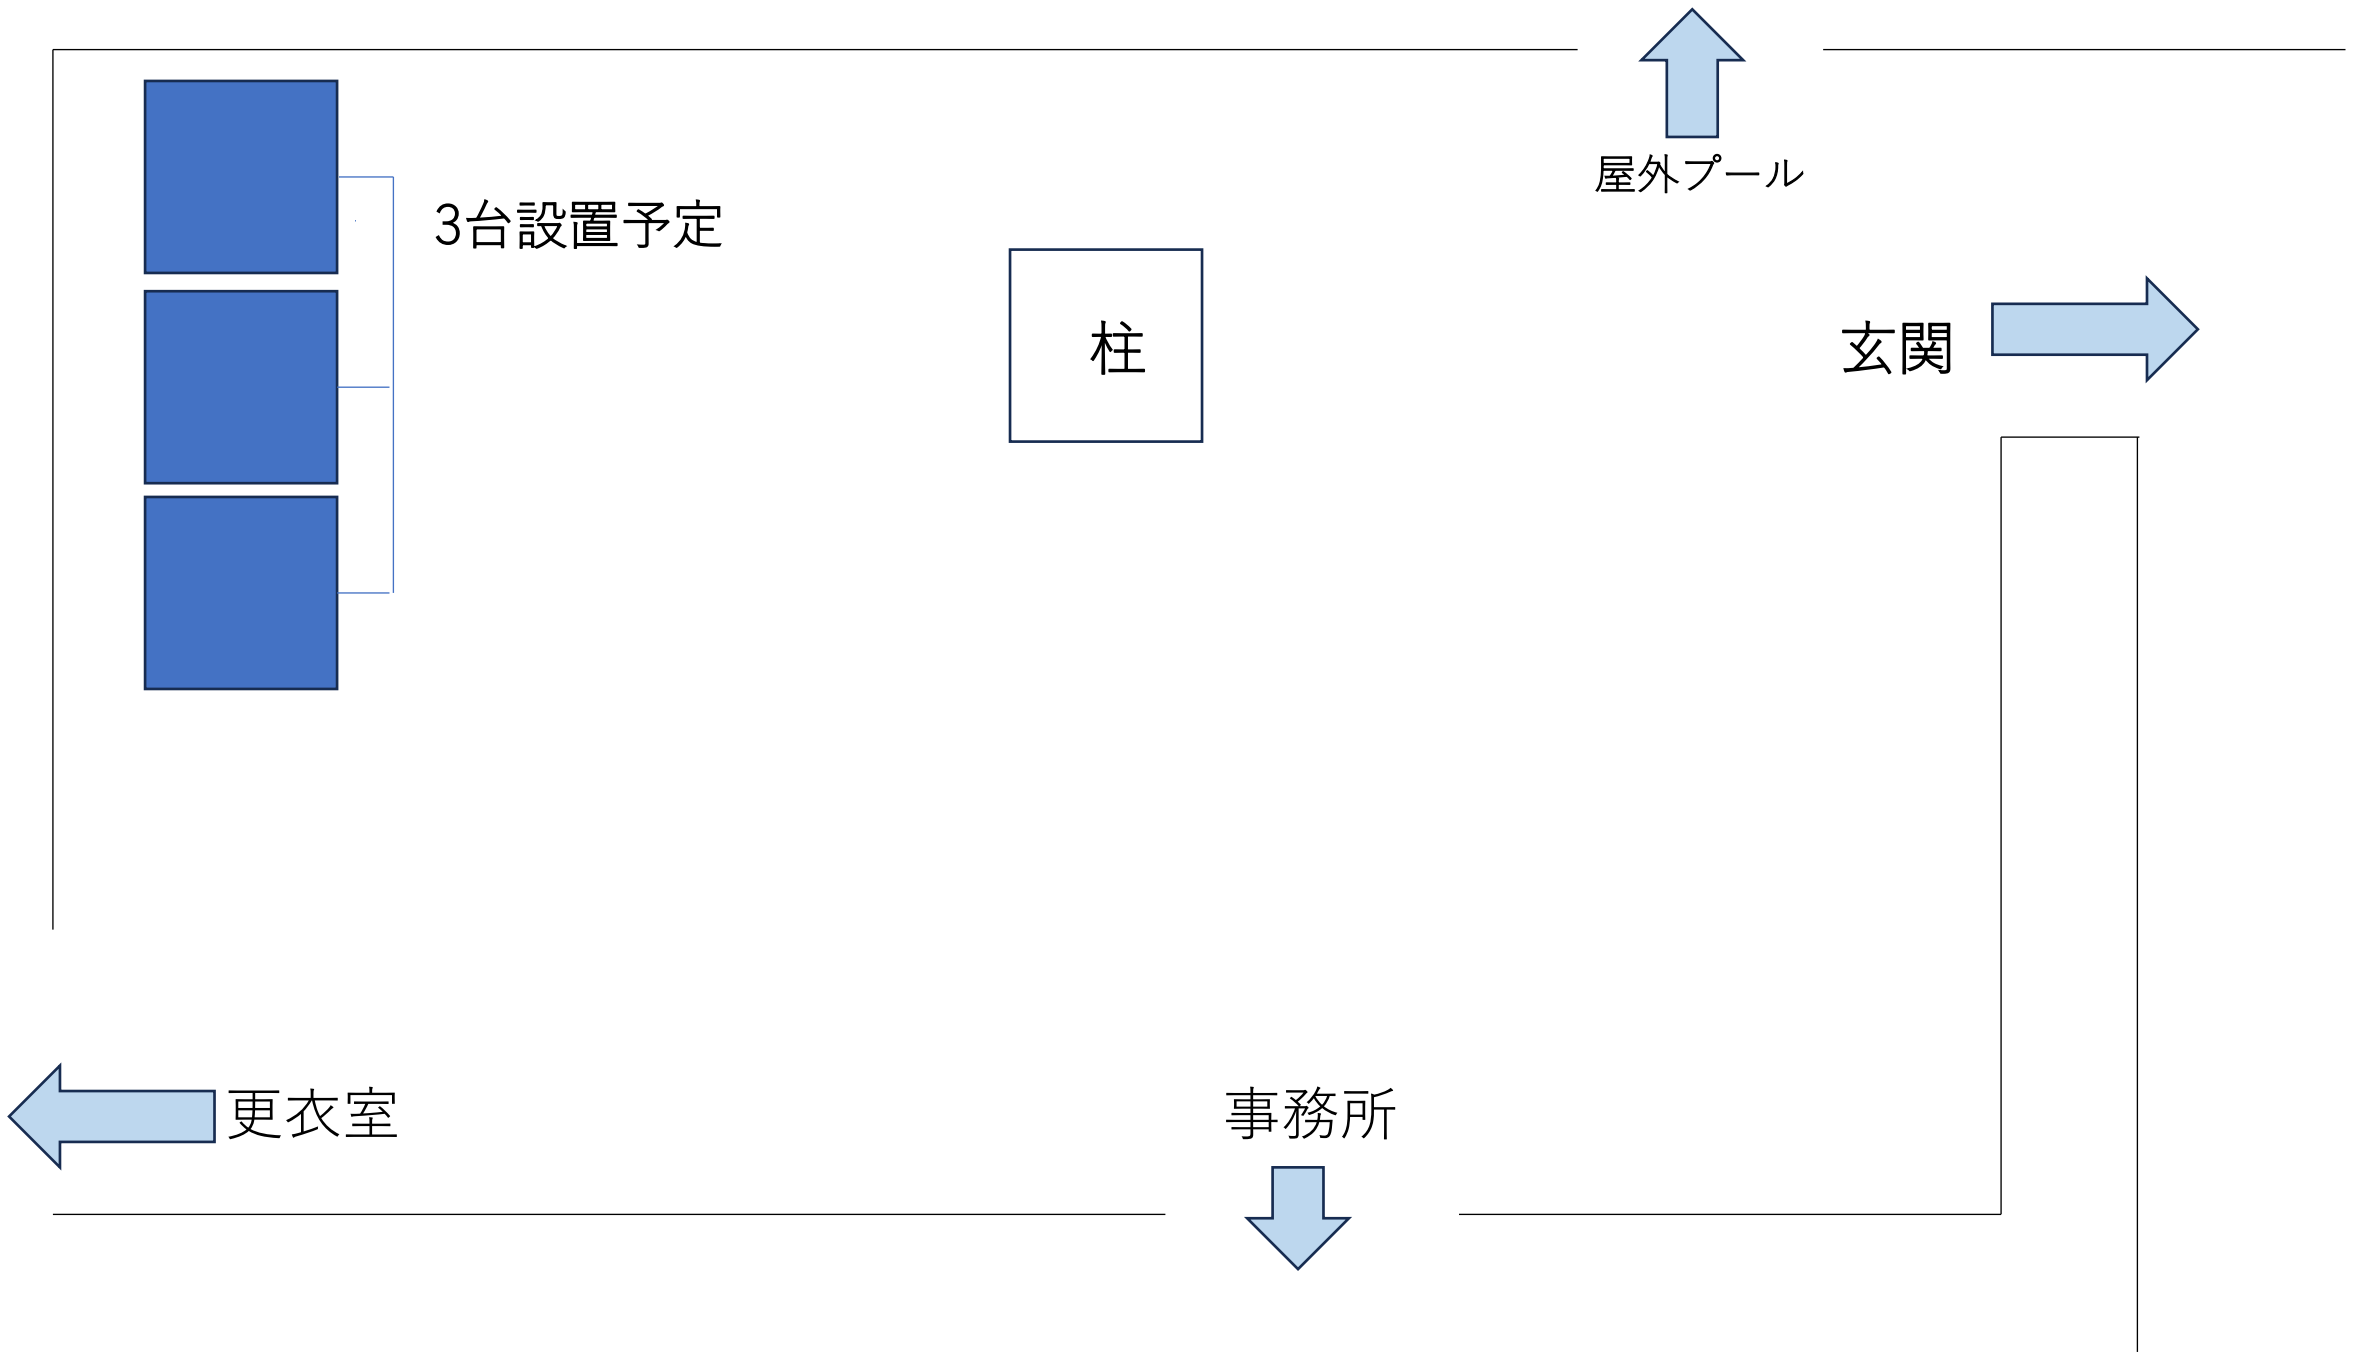 屋外プール
3台設置予定
柱
玄関
更衣室
事務所